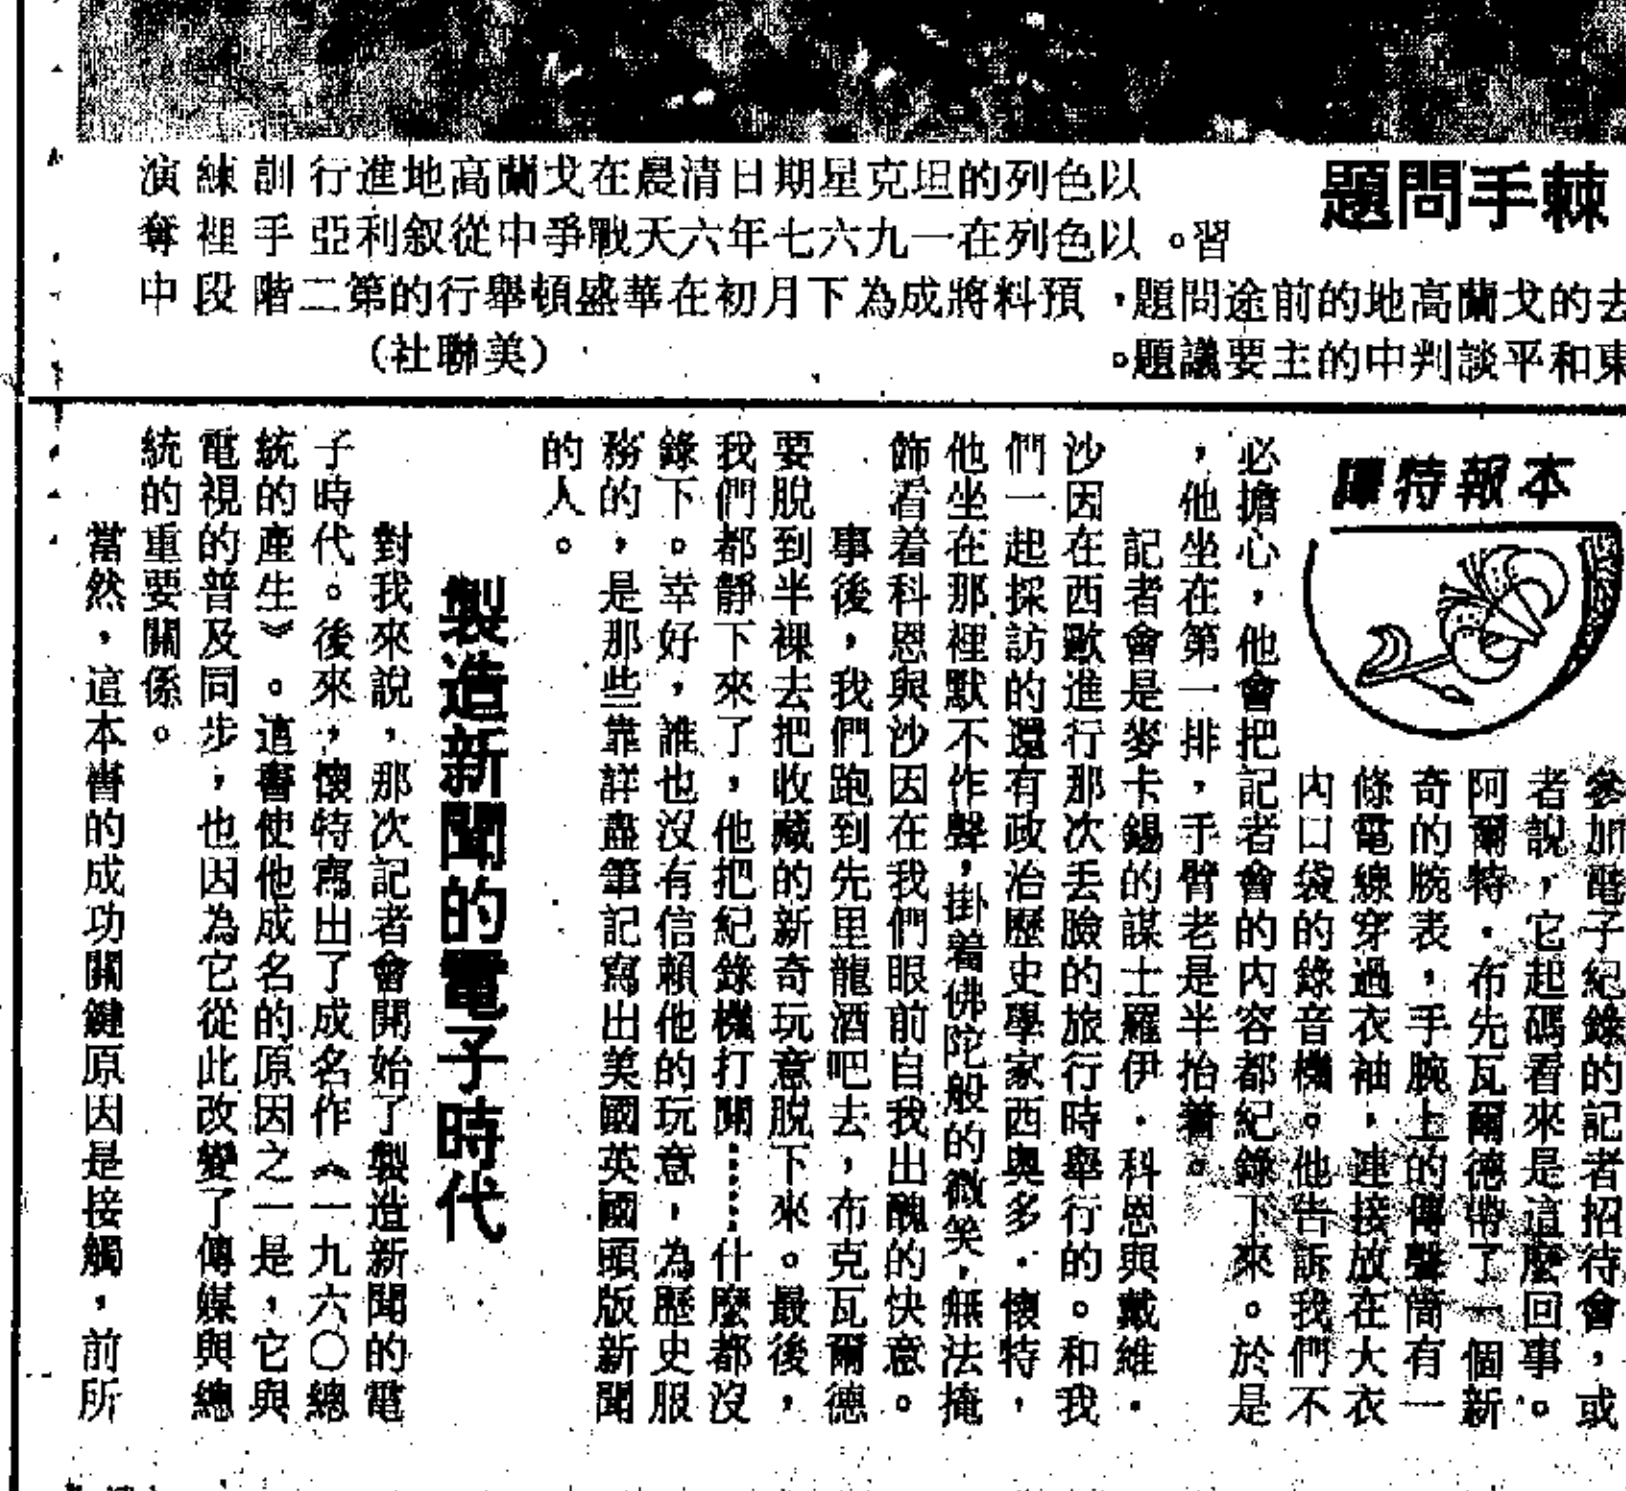 棘手問題
以色列的坦克星期日清晨在戈蘭高地進行訓練演
習。以色列在一九六七年六天戰爭中從叙利亞手裡奪
去的戈蘭高地的前途問題，預料將成為下月初在華盛頓舉行的第二階段中
東和平談判中的主要議題。
（美聯社）
本報特譯
參加電子紀錄的記者招待會，或
者說，它起碼看來是這麼回事。
阿爾特．布先瓦爾德帶了一個新
奇的腕表，手腕上的傳聲筒有一
條電線穿過衣袖，連接放在大衣
內口袋的錄音機。他告訴我們不
必擔心，他會把記者會的內容都紀錄下來。於是
，他坐在第一排，手臂老是半抬着。
記者會是麥卡錫的謀士羅伊．科恩與戴維．
沙因在西歐進行那次丟臉的旅行時舉行的。和我
們一起採訪的還有政治歷史學家西奧多．懷特，
他坐在那裡默不作聲，掛着佛陀般的微笑，無法掩
飾看着科恩與沙因在我們眼前自我出醜的快意。
事後，我們跑到先里龍酒吧去，布克瓦爾德
要脫到半裸去把收藏的新奇玩意脫下來。最後，
我們都靜下來了，他把紀錄機打開……什麼都沒
錄下。幸好，誰也沒有信賴他的玩意，為歷史服
務的，是那些靠詳盡筆記寫出美國英國頭版新聞
的人。
製造新聞的電子時代
對我來說，那次記者會開始了製造新聞的電
子時代。後來，懷特寫出了成名作《一九六〇總
統的產生》。這書使他成名的原因之一是，它與
電視的普及同步，也因為它從此改變了傳媒與總
統的重要關係。
當然，這本書的成功關鍵原因是接觸，前所